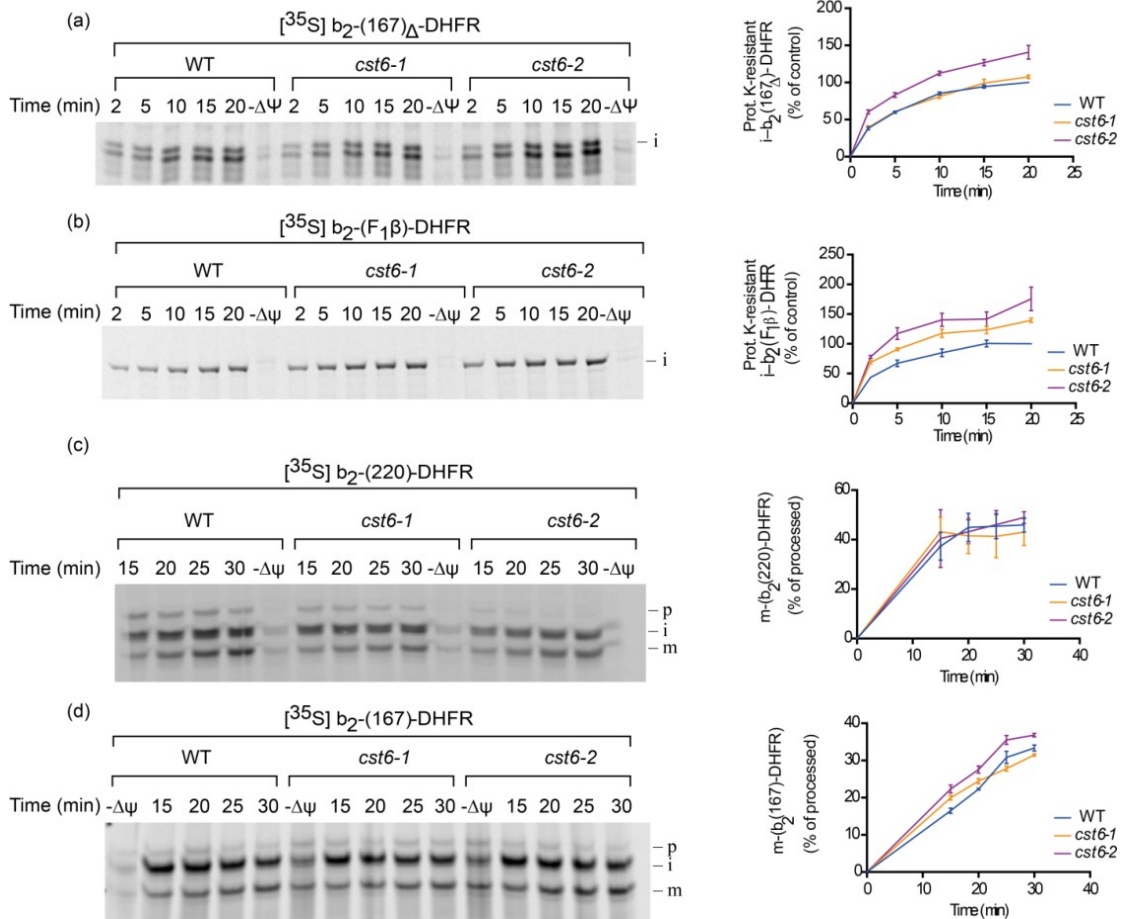 (a)
[³⁵S] b₂-(167)Δ-DHFR
WT cst6-1 cst6-2
Time (min) 2 5 10 15 20 -ΔΨ 2 5 10 15 20 -ΔΨ 2 5 10 15 20 -ΔΨ
i
Prot. K-resistant
i-b₂(167Δ)-DHFR
(% of control)
200
150
100
50
0
0 5 10 15 20 25
Time (min)
WT
cst6-1
cst6-2
(b)
[³⁵S] b₂-(F₁β)-DHFR
WT cst6-1 cst6-2
Time (min) 2 5 10 15 20 -Δψ 2 5 10 15 20 -Δψ 2 5 10 15 20 -Δψ
i
Prot. K-resistant
i-b₂(F₁β)-DHFR
(% of control)
250
200
150
100
50
0
0 5 10 15 20 25
Time (min)
WT
cst6-1
cst6-2
(c)
[³⁵S] b₂-(220)-DHFR
WT cst6-1 cst6-2
Time (min) 15 20 25 30 -Δψ 15 20 25 30 -Δψ 15 20 25 30 -Δψ
p
i
m
m-(b₂(220)-DHFR)
(% of processed)
60
40
20
0
0 10 20 30 40
Time (min)
WT
cst6-1
cst6-2
(d)
[³⁵S] b₂-(167)-DHFR
WT cst6-1 cst6-2
Time (min) -Δψ 15 20 25 30 -Δψ 15 20 25 30 -Δψ 15 20 25 30
p
i
m
m-(b₂(167)-DHFR)
(% of processed)
40
30
20
10
0
0 10 20 30 40
Time (min)
WT
cst6-1
cst6-2